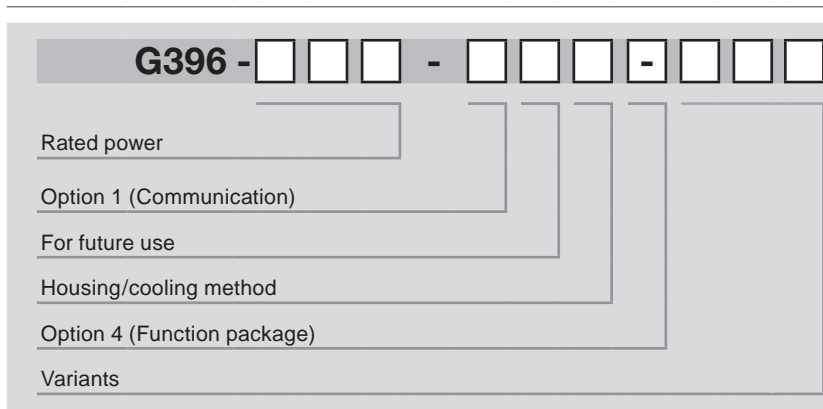 G396 - - -
Rated power
Option 1 (Communication)
For future use
Housing/cooling method
Option 4 (Function package)
Variants